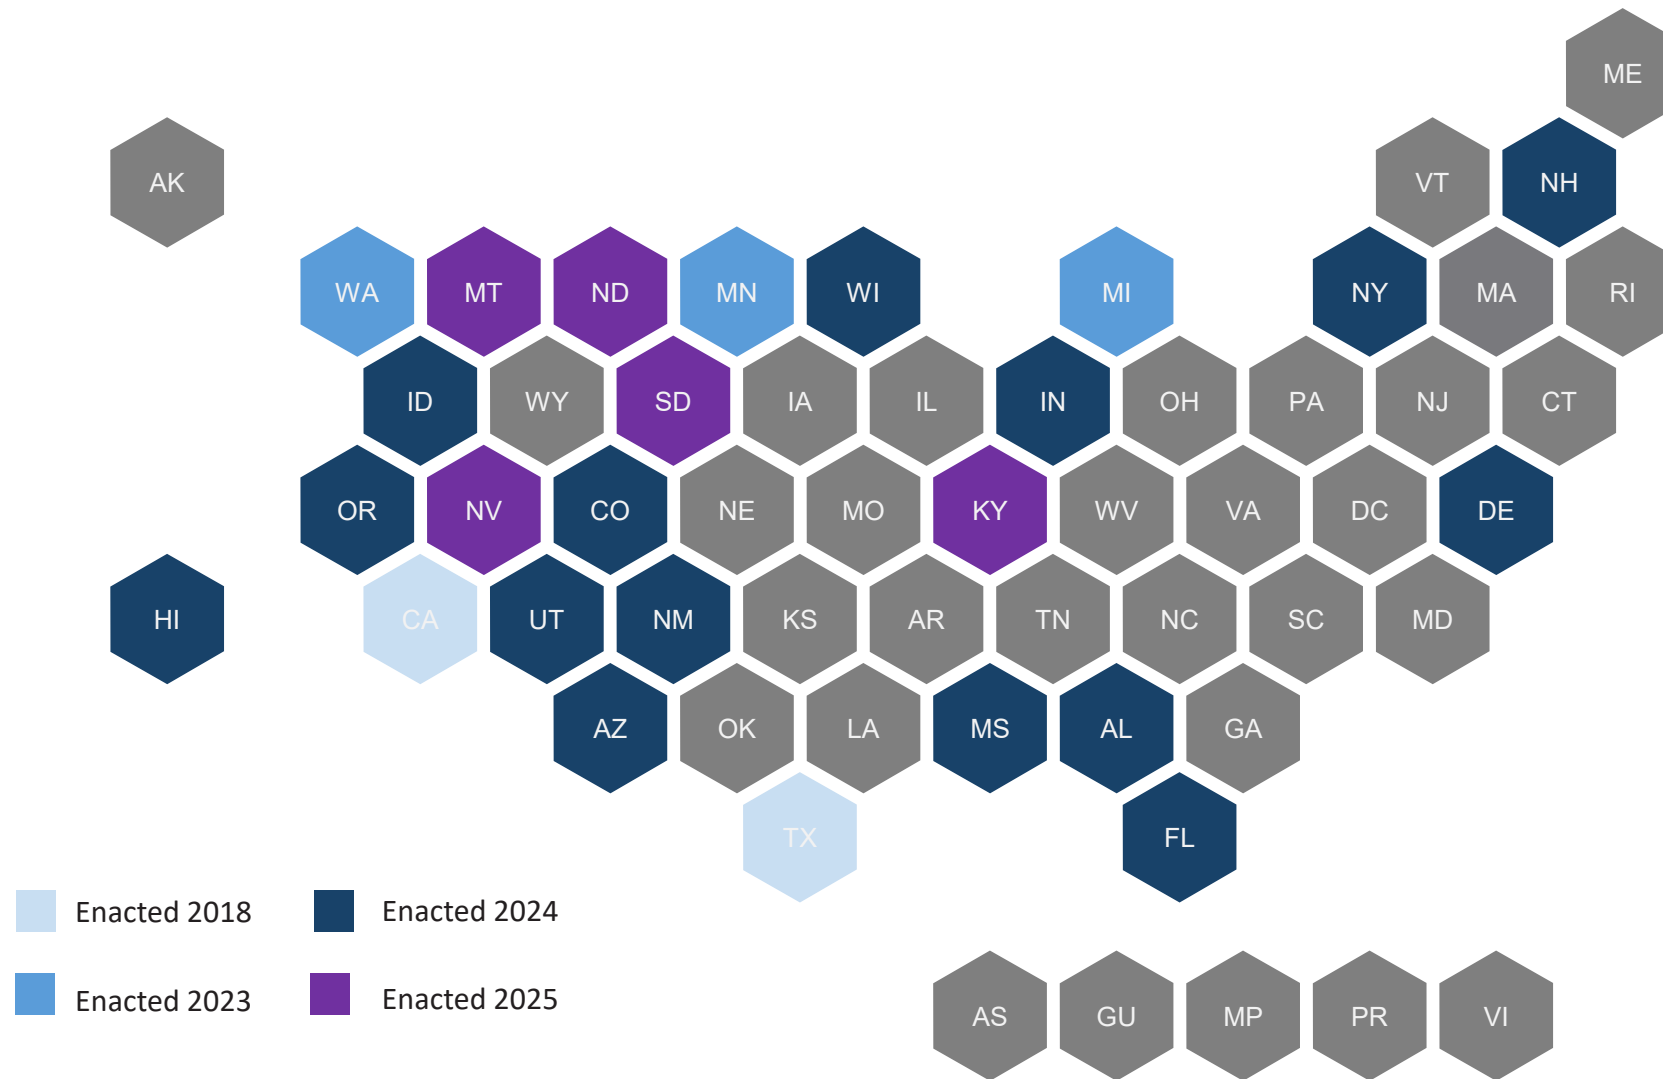 ME
AK
VT
NH
WA
MT
ND
MN
WI
MI
NY
MA
RI
ID
WY
SD
IA
IL
IN
OH
PA
NJ
CT
OR
NV
CO
NE
MO
KY
WV
VA
DC
DE
HI
CA
UT
NM
KS
AR
TN
NC
SC
MD
AZ
OK
LA
MS
AL
GA
TX
FL
Enacted 2018
Enacted 2024
Enacted 2023
Enacted 2025
AS
GU
MP
PR
VI